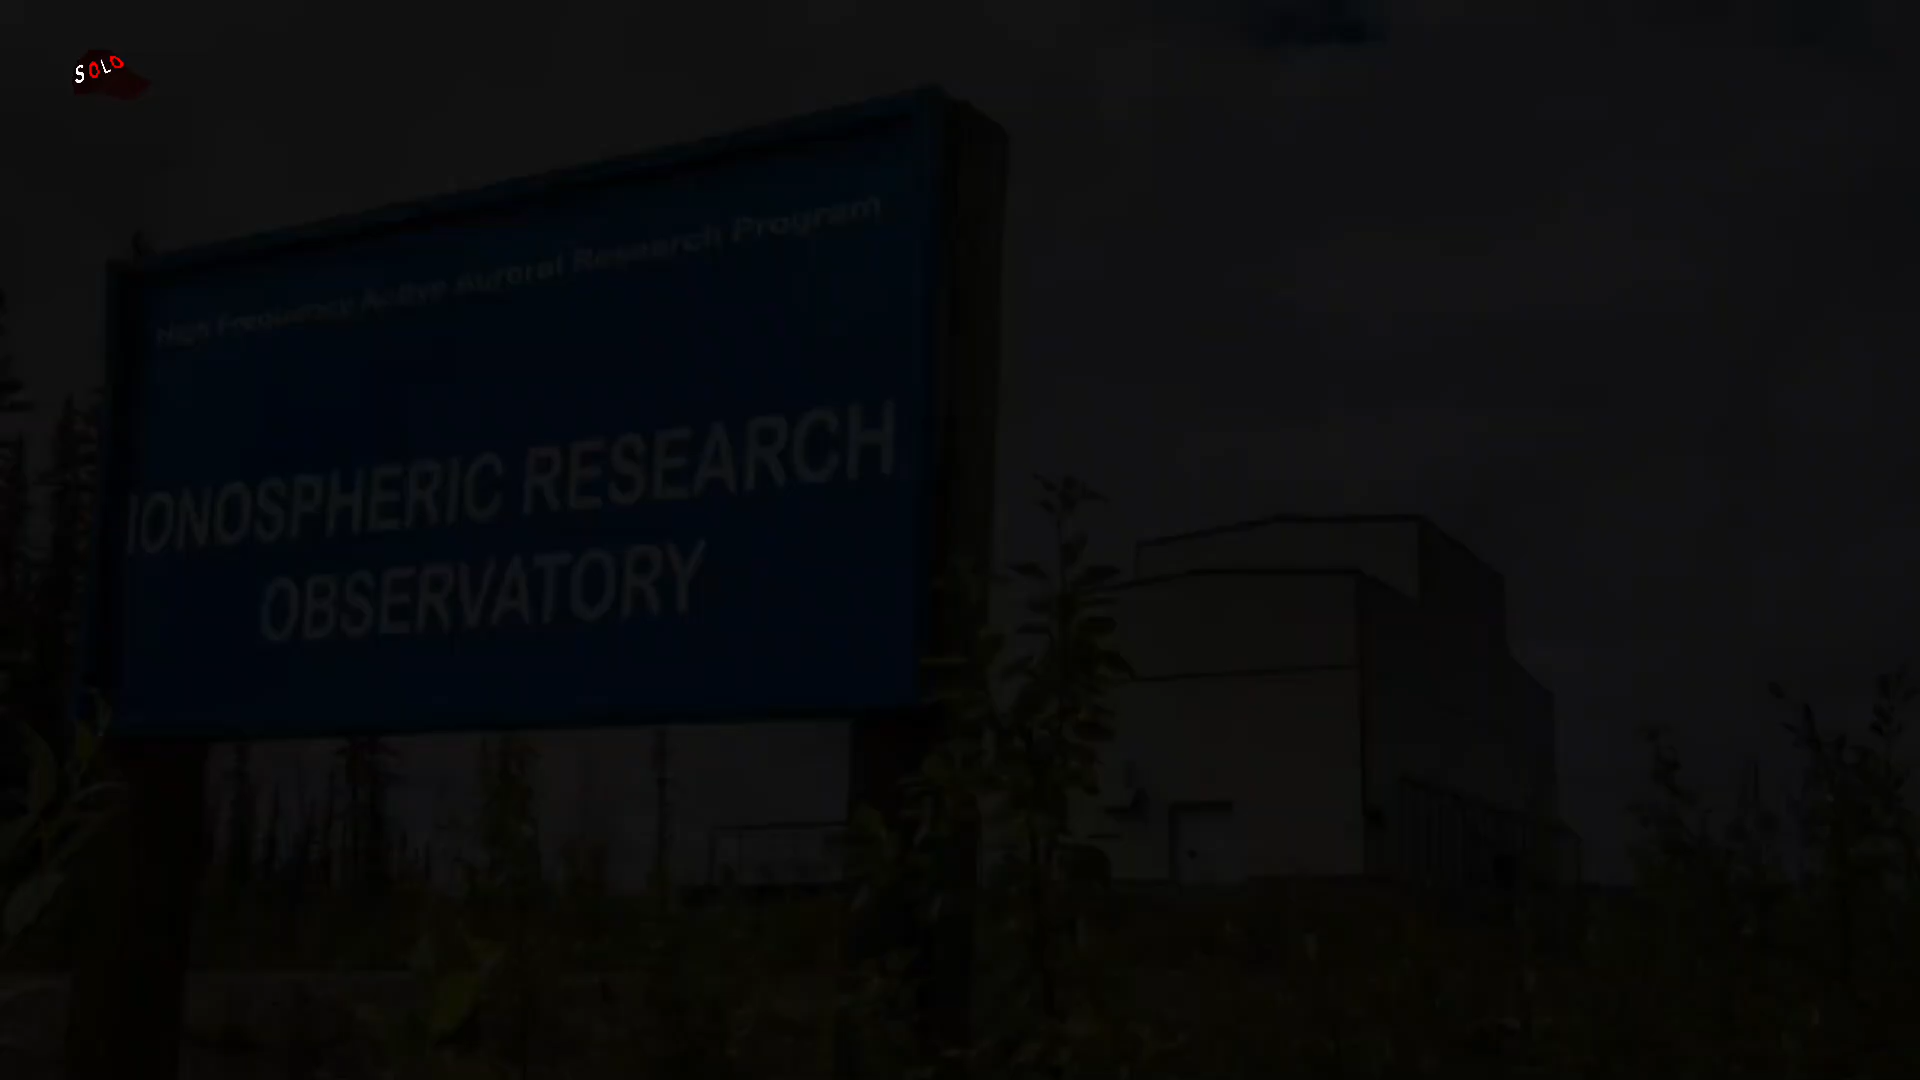 SOLO
High Frequency Active Auroral Research Program
IONOSPHERIC RESEARCH
OBSERVATORY